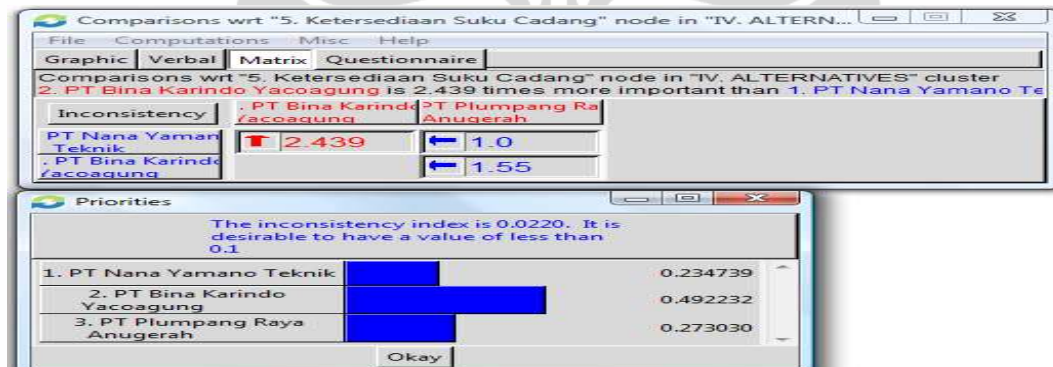 Comparisons wrt "5. Ketersediaan Suku Cadang" node in "IV. ALTERN...
File Computations Misc Help
Graphic Verbal Matrix Questionnaire
Comparisons wrt "5. Ketersediaan Suku Cadang" node in "IV. ALTERNATIVES" cluster
2. PT Bina Karindo Yacoagung is 2.439 times more important than 1. PT Nana Yamano Te
Inconsistency . PT Bina Karindo PT Plumpang Ra
Yacoagung Anugerah
PT Nana Yaman 2.439 1.0
Teknik
. PT Bina Karindo 1.55
Yacoagung
Priorities
The inconsistency index is 0.0220. It is
desirable to have a value of less than
0.1
1. PT Nana Yamano Teknik 0.234739
2. PT Bina Karindo 0.492232
Yacoagung
3. PT Plumpang Raya 0.273030
Anugerah
Okay